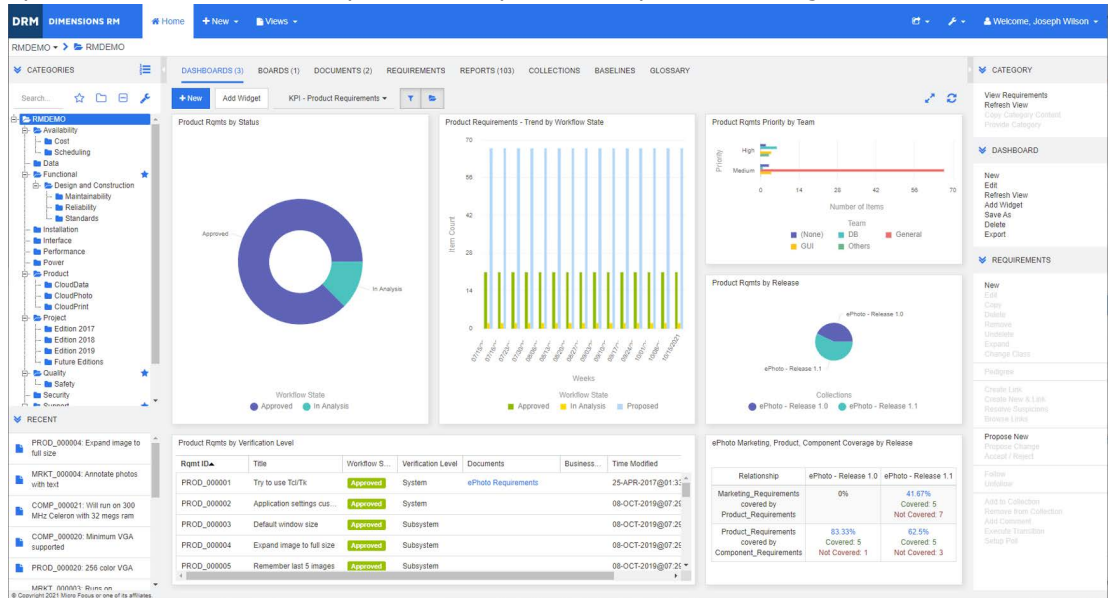 DRM DIMENSIONS RM Home + New Views Welcome, Joseph Wilson
RMDEMO > RMDEMO
CATEGORIES
Search...
RMDEMO
Availability
Cost
Scheduling
Data
Functional
Design and Construction
Maintainability
Reliability
Standards
Installation
Interface
Performance
Power
Product
CloudData
CloudPhoto
CloudPrint
Project
Edition 2017
Edition 2018
Edition 2019
Future Editions
Quality
Safety
Security
Support
RECENT
PROD_000004: Expand image to
full size
MRKT_000004: Annotate photos
with text
COMP_000021: Will run on 300
MHz Celeron with 32 megs ram
COMP_000020: Minimum VGA
supported
PROD_000020: 256 color VGA
MRKT_000003: Runs on
© Copyright 2021 Micro Focus or one of its affiliates.
DASHBOARDS (3) BOARDS (1) DOCUMENTS (2) REQUIREMENTS REPORTS (103) COLLECTIONS BASELINES GLOSSARY
+ New Add Widget KPI - Product Requirements
Product Rqmts by Status
Approved
In Analysis
Workflow State
Approved In Analysis
Product Requirements - Trend by Workflow State
70
56
42
28
14
0
Item Count
10/15/2021
Weeks
Workflow State
Approved In Analysis Proposed
Product Rqmts Priority by Team
Priority
High
Medium
0 14 28 42 56 70
Number of Items
Team
(None) DB General
GUI Others
Product Rqmts by Release
ePhoto - Release 1.0
ePhoto - Release 1.1
Collections
ePhoto - Release 1.0 ePhoto - Release 1.1
Product Rqmts by Verification Level
Rqmt ID Title Workflow S... Verification Level Documents Business... Time Modified
PROD_000001 Try to use Tcl/Tk Approved System ePhoto Requirements 25-APR-2017@01:33
PROD_000002 Application settings cus... Approved System 08-OCT-2019@07:29
PROD_000003 Default window size Approved Subsystem 08-OCT-2019@07:29
PROD_000004 Expand image to full size Approved Subsystem 08-OCT-2019@07:29
PROD_000005 Remember last 5 images Approved Subsystem 08-OCT-2019@07:29
ePhoto Marketing, Product, Component Coverage by Release
Relationship ePhoto - Release 1.0 ePhoto - Release 1.1
Marketing_Requirements
covered by
Product_Requirements
0%
41.67%
Covered: 5
Not Covered: 7
Product_Requirements
covered by
Component_Requirements
83.33%
Covered: 5
Not Covered: 1
62.5%
Covered: 5
Not Covered: 3
CATEGORY
View Requirements
Refresh View
Copy Category Content
Provide Category
DASHBOARD
New
Edit
Refresh View
Add Widget
Save As
Delete
Export
REQUIREMENTS
New
Edit
Copy
Delete
Remove
Undelete
Expand
Change Class
Pedigree
Create Link
Create New & Link
Resolve Suspicions
Browse Links
Propose New
Propose Change
Accept / Reject
Follow
Unfollow
Add to Collection
Remove from Collection
Add Comment
Execute Transition
Setup Poll